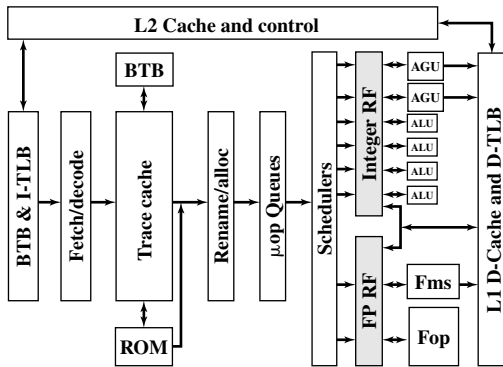 L2 Cache and control
BTB & I-TLB
Fetch/decode
BTB
Trace cache
ROM
Rename/alloc
µop Queues
Schedulers
Integer RF
FP RF
AGU
AGU
ALU
ALU
ALU
ALU
Fms
Fop
L1 D-Cache and D-TLB